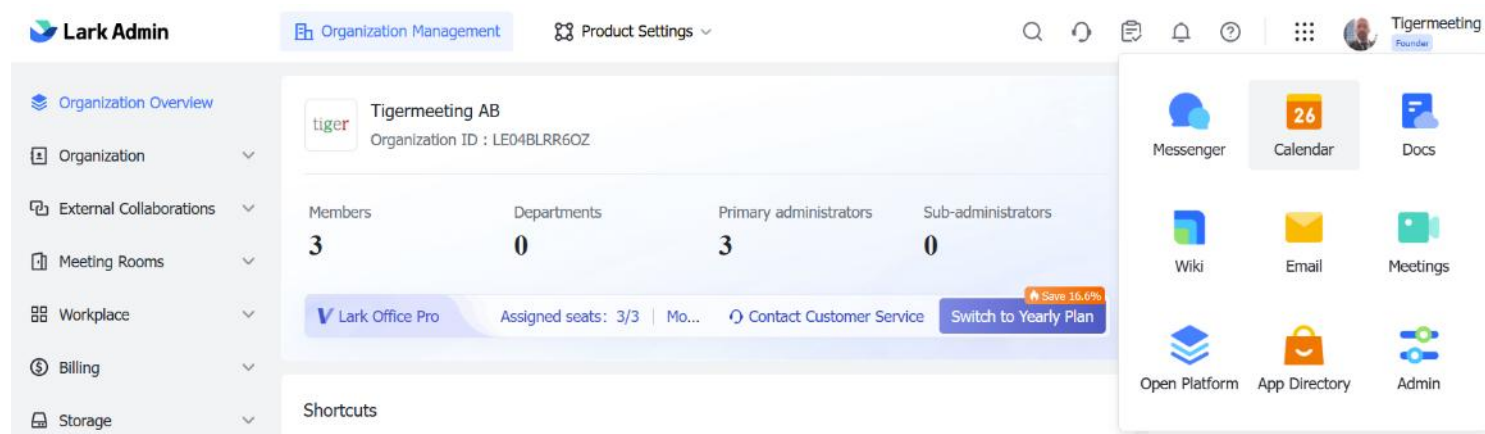 Lark Admin
Organization Management
Product Settings
Tigermeeting
Founder
Organization Overview
Organization
External Collaborations
Meeting Rooms
Workplace
Billing
Storage
tiger
Tigermeeting AB
Organization ID : LE04BLRR6OZ
Members
3
Departments
0
Primary administrators
3
Sub-administrators
0
Lark Office Pro
Assigned seats: 3/3 | Mo...
Contact Customer Service
Save 16.6%
Switch to Yearly Plan
Shortcuts
Messenger
26
Calendar
Docs
Wiki
Email
Meetings
Open Platform
App Directory
Admin